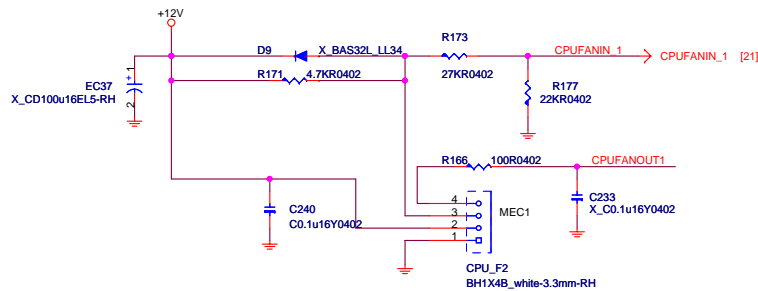 +12V
D9
X_BAS32L_LL34
R173
CPUFANIN_1
CPUFANIN_1 [21]
1
+
EC37
X_CD100u16EL5-RH
2
R171
4.7KR0402
27KR0402
R177
22KR0402
R166
100R0402
CPUFANOUT1
C240
C0.1u16Y0402
4
3
2
1
MEC1
C233
X_C0.1u16Y0402
CPU_F2
BH1X4B_white-3.3mm-RH